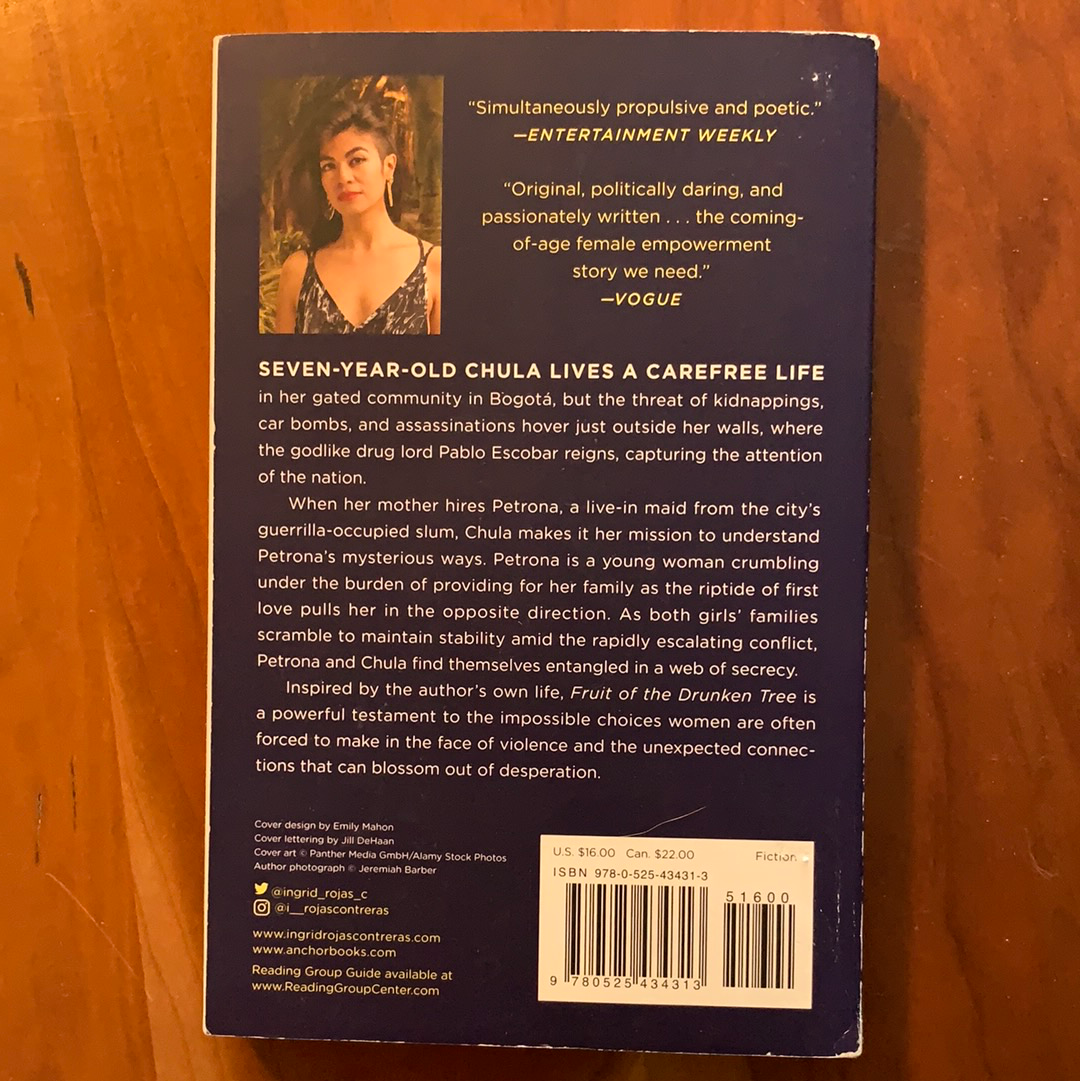 “Simultaneously propulsive and poetic.”
—ENTERTAINMENT WEEKLY
“Original, politically daring, and
passionately written . . . the coming-
of-age female empowerment
story we need.”
—VOGUE
SEVEN-YEAR-OLD CHULA LIVES A CAREFREE LIFE
in her gated community in Bogotá, but the threat of kidnappings,
car bombs, and assassinations hover just outside her walls, where
the godlike drug lord Pablo Escobar reigns, capturing the attention
of the nation.
When her mother hires Petrona, a live-in maid from the city’s
guerrilla-occupied slum, Chula makes it her mission to understand
Petrona’s mysterious ways. Petrona is a young woman crumbling
under the burden of providing for her family as the riptide of first
love pulls her in the opposite direction. As both girls’ families
scramble to maintain stability amid the rapidly escalating conflict,
Petrona and Chula find themselves entangled in a web of secrecy.
Inspired by the author’s own life, Fruit of the Drunken Tree is
a powerful testament to the impossible choices women are often
forced to make in the face of violence and the unexpected connec-
tions that can blossom out of desperation.
Cover design by Emily Mahon
Cover lettering by Jill DeHaan
Cover art © Panther Media GmbH/Alamy Stock Photos
Author photograph © Jeremiah Barber
@ingrid_rojas_c
@i__rojascontreras
www.ingridrojascontreras.com
www.anchorbooks.com
Reading Group Guide available at
www.ReadingGroupCenter.com
U.S. $16.00 Can. $22.00 Fiction
ISBN 978-0-525-43431-3
51600
9 780525 434313